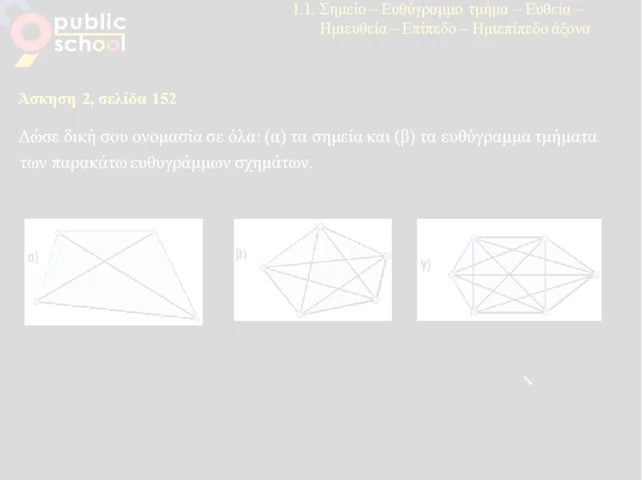 public
school
1.1. Σημείο – Ευθύγραμμο τμήμα – Ευθεία –
Ημιευθεία – Επίπεδο – Ημιεπίπεδο άξονα
Άσκηση 2, σελίδα 152
Δώσε δική σου ονομασία σε όλα: (α) τα σημεία και (β) τα ευθύγραμμα τμήματα
των παρακάτω ευθυγράμμων σχημάτων.
α)
β)
γ)